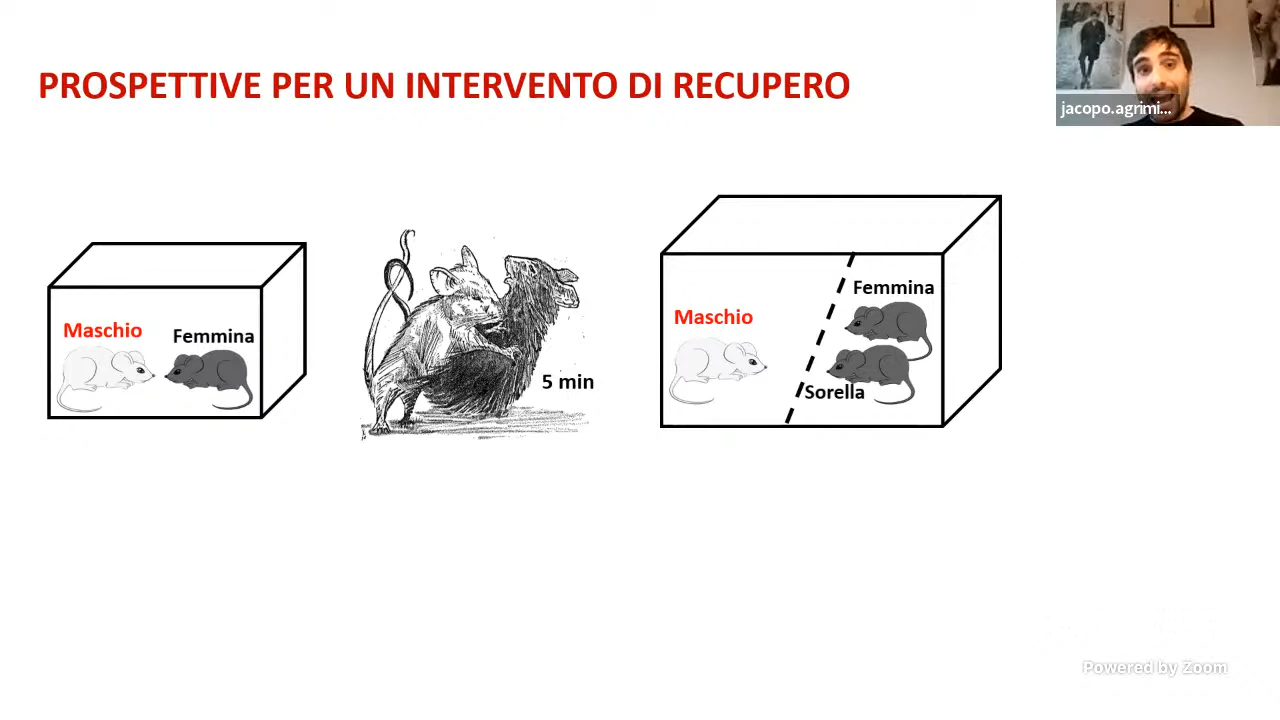 PROSPETTIVE PER UN INTERVENTO DI RECUPERO
jacopo.agrimi...
Maschio
Femmina
5 min
Maschio
Femmina
Sorella
Powered by Zoom